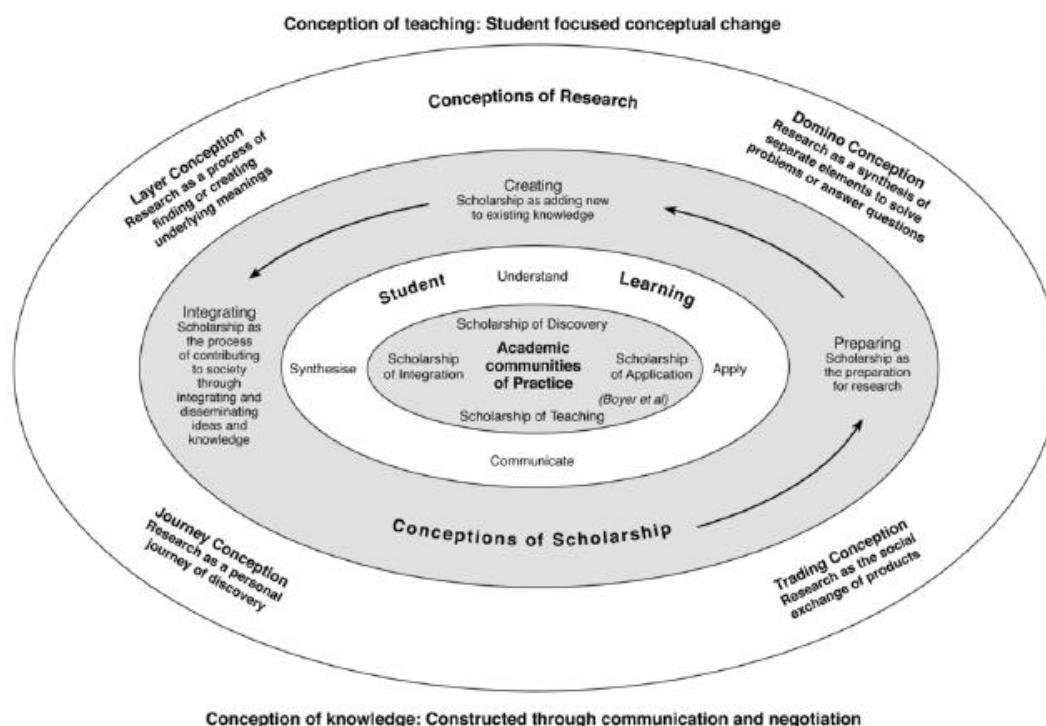 Conception of teaching: Student focused conceptual change
Conceptions of Research
Layer Conception
Research as a process of
finding or creating
underlying meanings
Domino Conception
Research as a synthesis of
separate elements to solve
problems or answer questions
Creating
Scholarship as adding new
to existing knowledge
Integrating
Scholarship as
the process
of contributing
to society
through
integrating and
disseminating
ideas and
knowledge
Preparing
Scholarship as
the preparation
for research
Student
Understand
Learning
Synthesise
Apply
Communicate
Scholarship of Discovery
Scholarship
of Integration
Academic
communities
of Practice
Scholarship
of Application
(Boyer et al)
Scholarship of Teaching
Conceptions of Scholarship
Journey Conception
Research as a personal
journey of discovery
Trading Conception
Research as the social
exchange of products
Conception of knowledge: Constructed through communication and negotiation